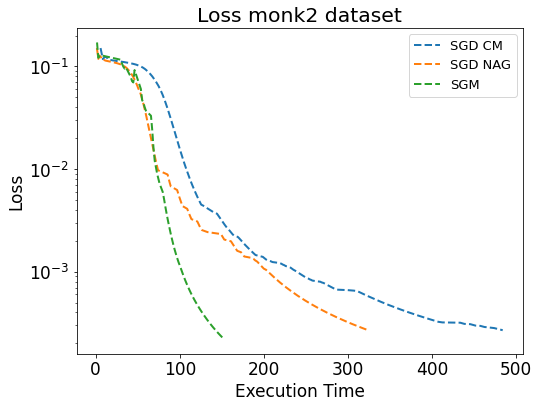 Loss monk2 dataset
SGD CM
SGD NAG
SGM
10⁻¹
10⁻²
10⁻³
Loss
0 100 200 300 400 500
Execution Time